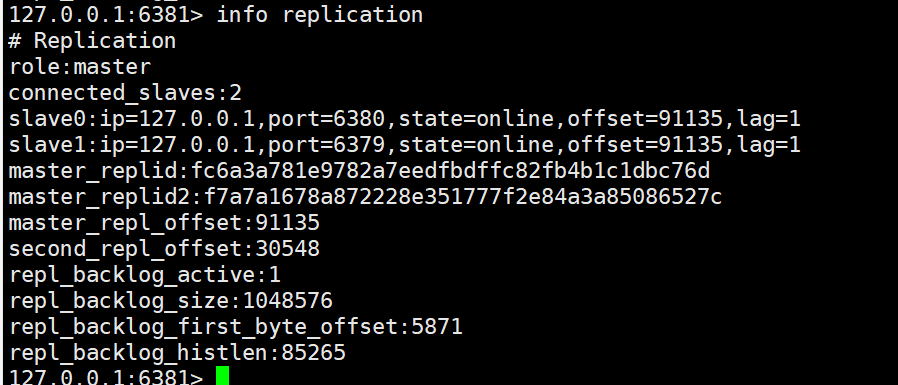 127.0.0.1:6381> info replication
# Replication
role:master
connected_slaves:2
slave0:ip=127.0.0.1,port=6380,state=online,offset=91135,lag=1
slave1:ip=127.0.0.1,port=6379,state=online,offset=91135,lag=1
master_replid:fc6a3a781e9782a7eedfbdffc82fb4b1c1dbc76d
master_replid2:f7a7a1678a872228e351777f2e84a3a85086527c
master_repl_offset:91135
second_repl_offset:30548
repl_backlog_active:1
repl_backlog_size:1048576
repl_backlog_first_byte_offset:5871
repl_backlog_histlen:85265
127.0.0.1:6381>